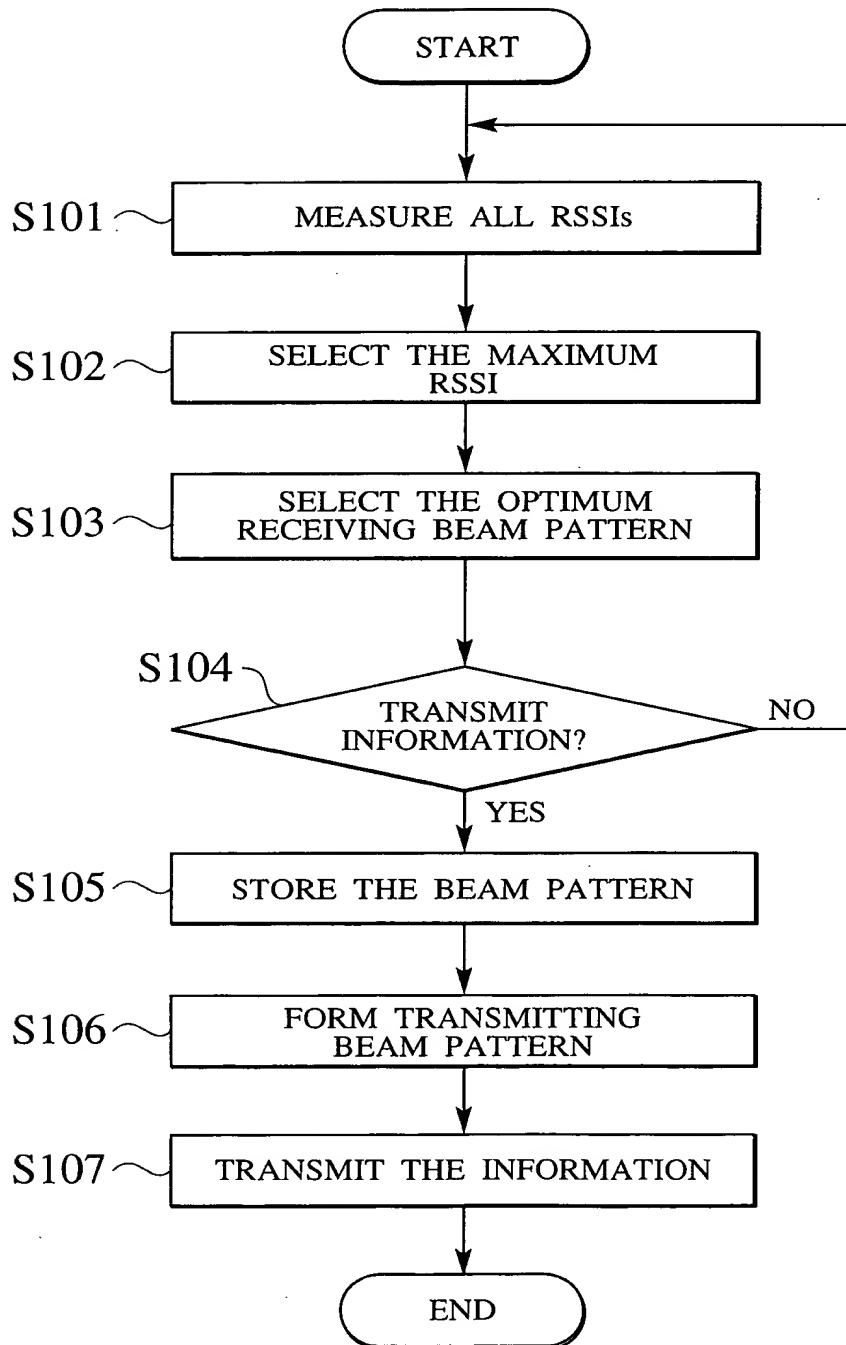 START
S101
MEASURE ALL RSSIs
S102
SELECT THE MAXIMUM
RSSI
S103
SELECT THE OPTIMUM
RECEIVING BEAM PATTERN
S104
TRANSMIT
INFORMATION?
NO
YES
S105
STORE THE BEAM PATTERN
S106
FORM TRANSMITTING
BEAM PATTERN
S107
TRANSMIT THE INFORMATION
END